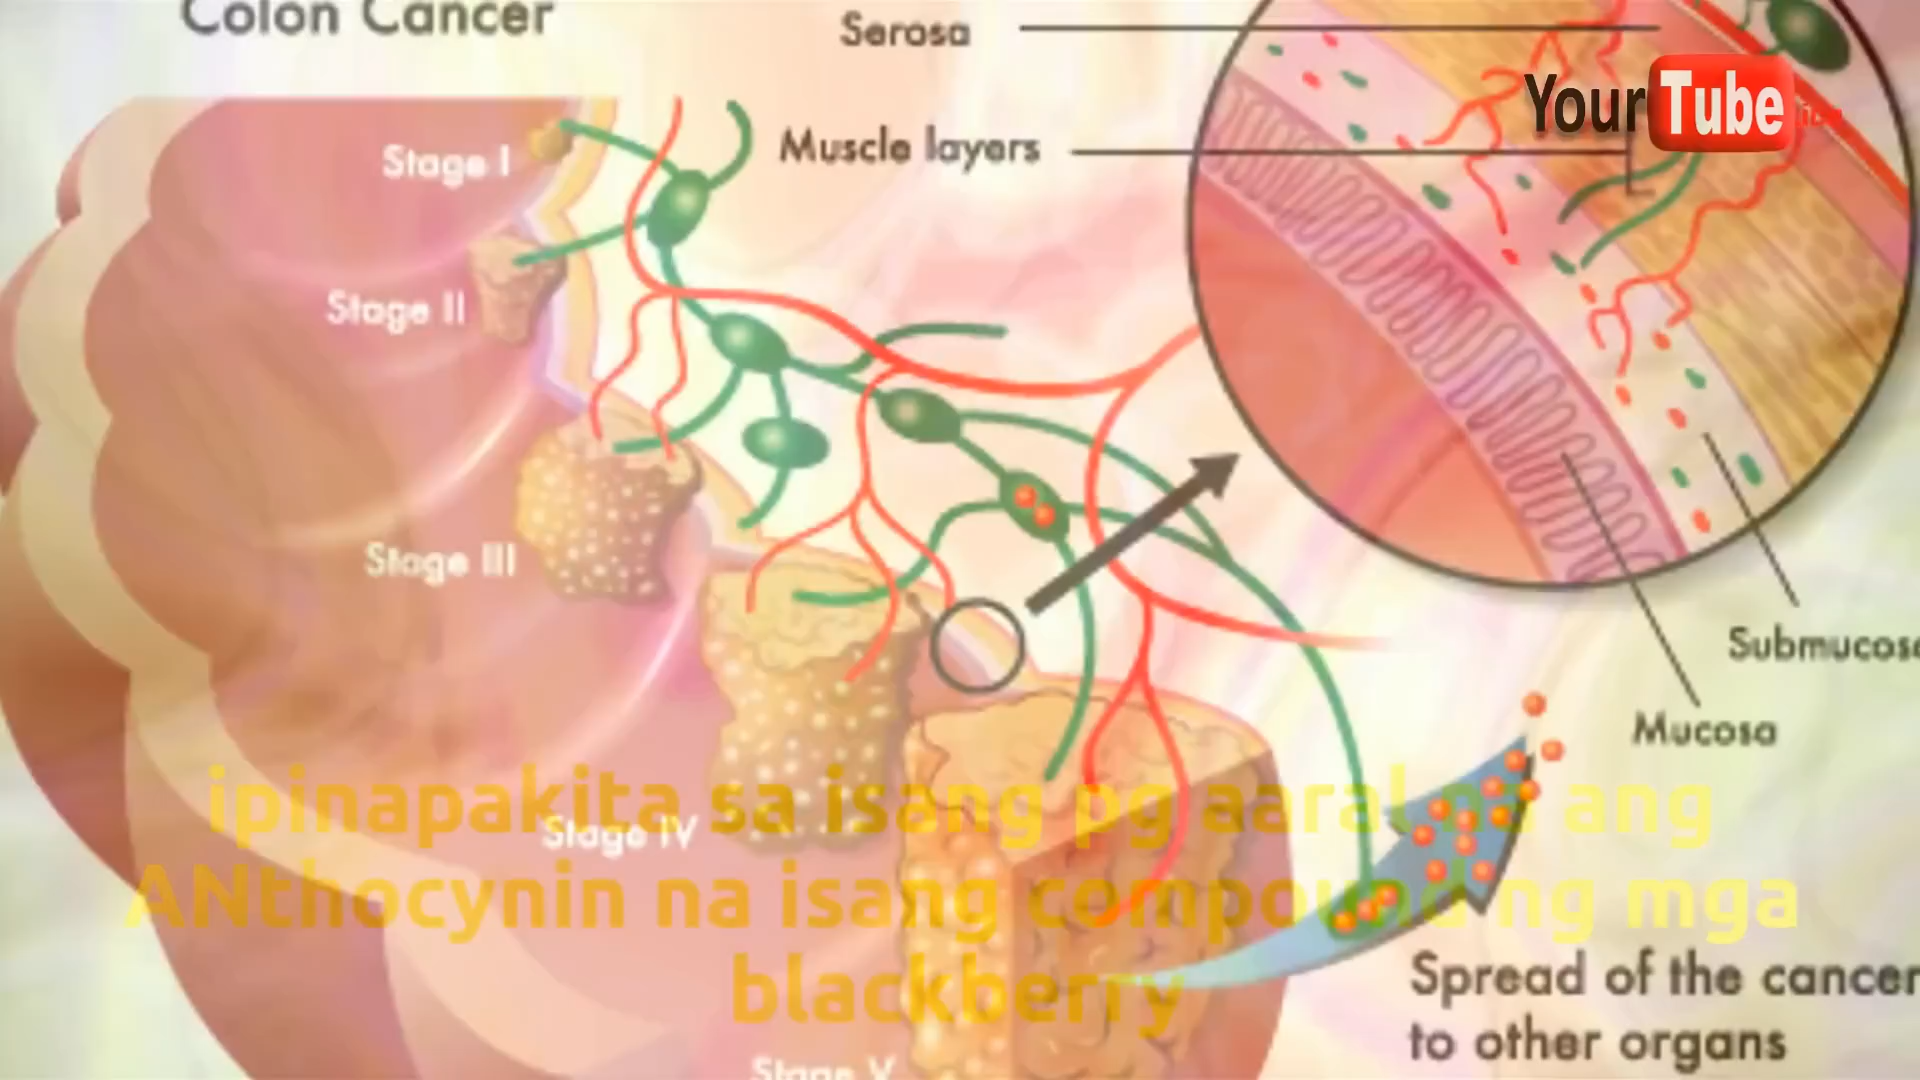 Colon Cancer
Serosa
YourTube
Muscle layers
Stage I
Stage II
Stage III
Submucosa
Mucosa
Stage IV
ipinapakita sa isang pg aaral na ang
ANthocynin na isang compound ng mga
blackberry
Spread of the cancer
to other organs
Stage V